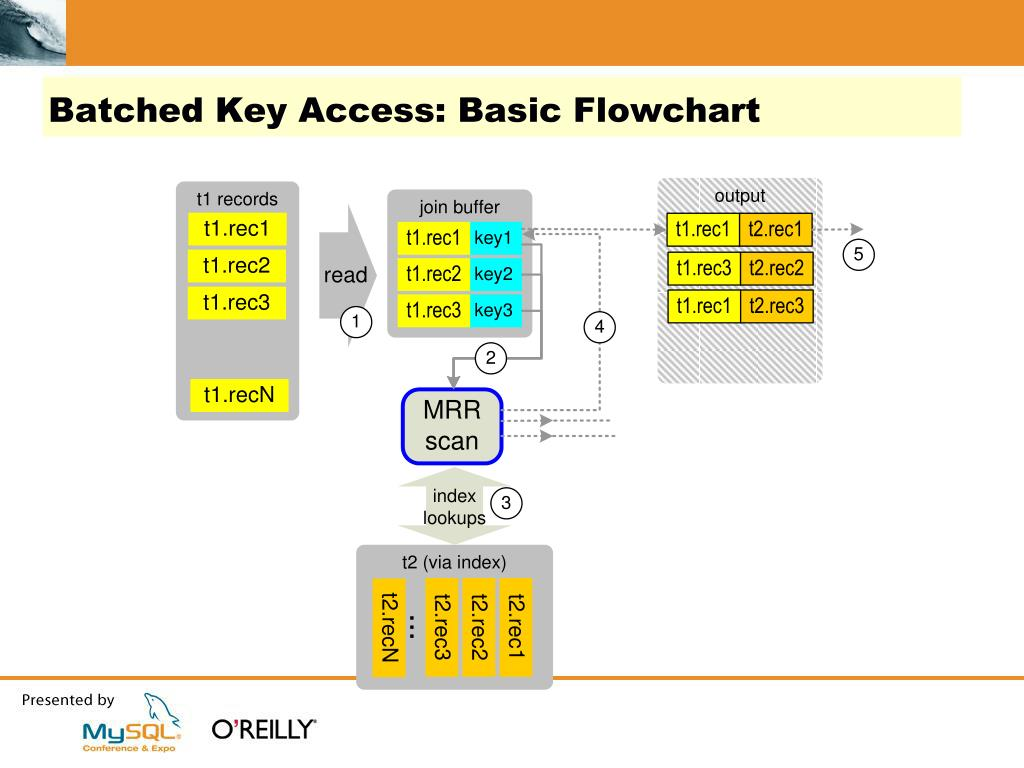 Batched Key Access: Basic Flowchart
t1 records
t1.rec1
t1.rec2
t1.rec3
t1.recN
read
1
join buffer
t1.rec1 key1
t1.rec2 key2
t1.rec3 key3
2
4
output
t1.rec1 t2.rec1
t1.rec3 t2.rec2
t1.rec1 t2.rec3
5
MRR
scan
index
lookups
3
t2 (via index)
t2.recN
...
t2.rec3
t2.rec2
t2.rec1
Presented by
MySQL®
Conference & Expo
O'REILLY®